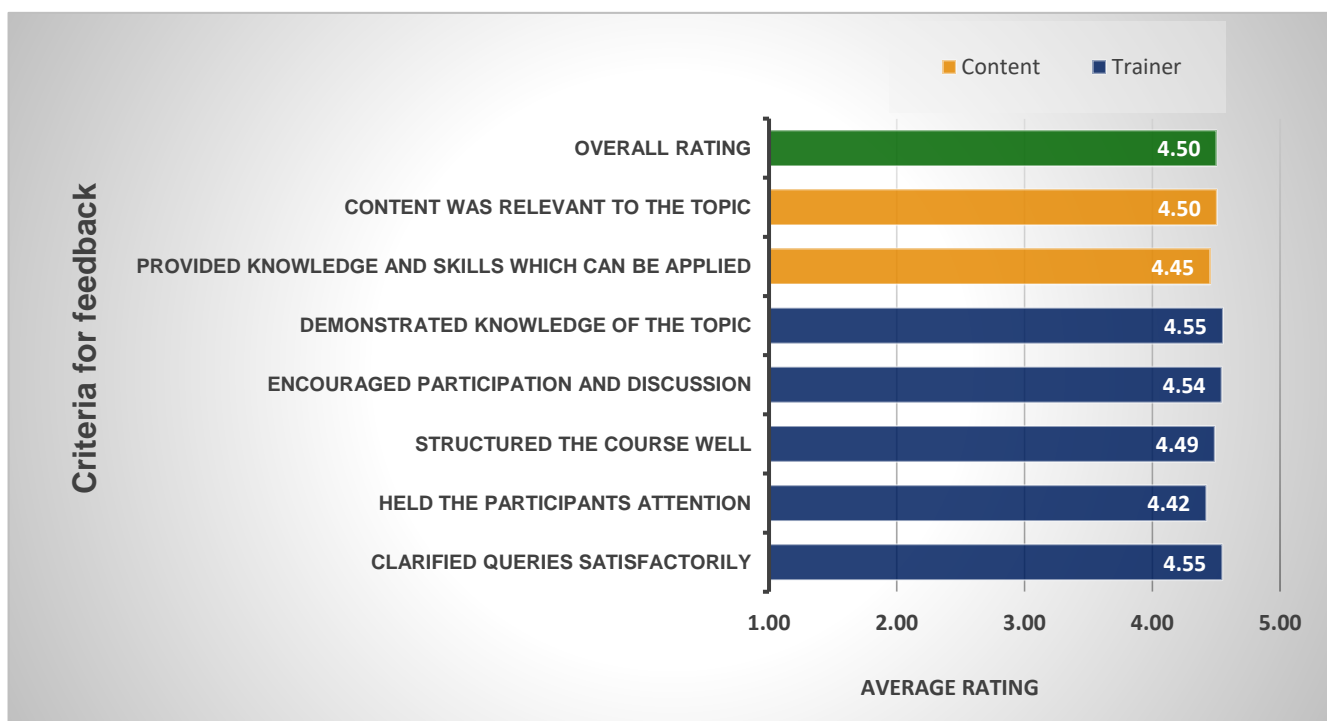 Content Trainer
Criteria for feedback
OVERALL RATING 4.50
CONTENT WAS RELEVANT TO THE TOPIC 4.50
PROVIDED KNOWLEDGE AND SKILLS WHICH CAN BE APPLIED 4.45
DEMONSTRATED KNOWLEDGE OF THE TOPIC 4.55
ENCOURAGED PARTICIPATION AND DISCUSSION 4.54
STRUCTURED THE COURSE WELL 4.49
HELD THE PARTICIPANTS ATTENTION 4.42
CLARIFIED QUERIES SATISFACTORILY 4.55
1.00 2.00 3.00 4.00 5.00
AVERAGE RATING